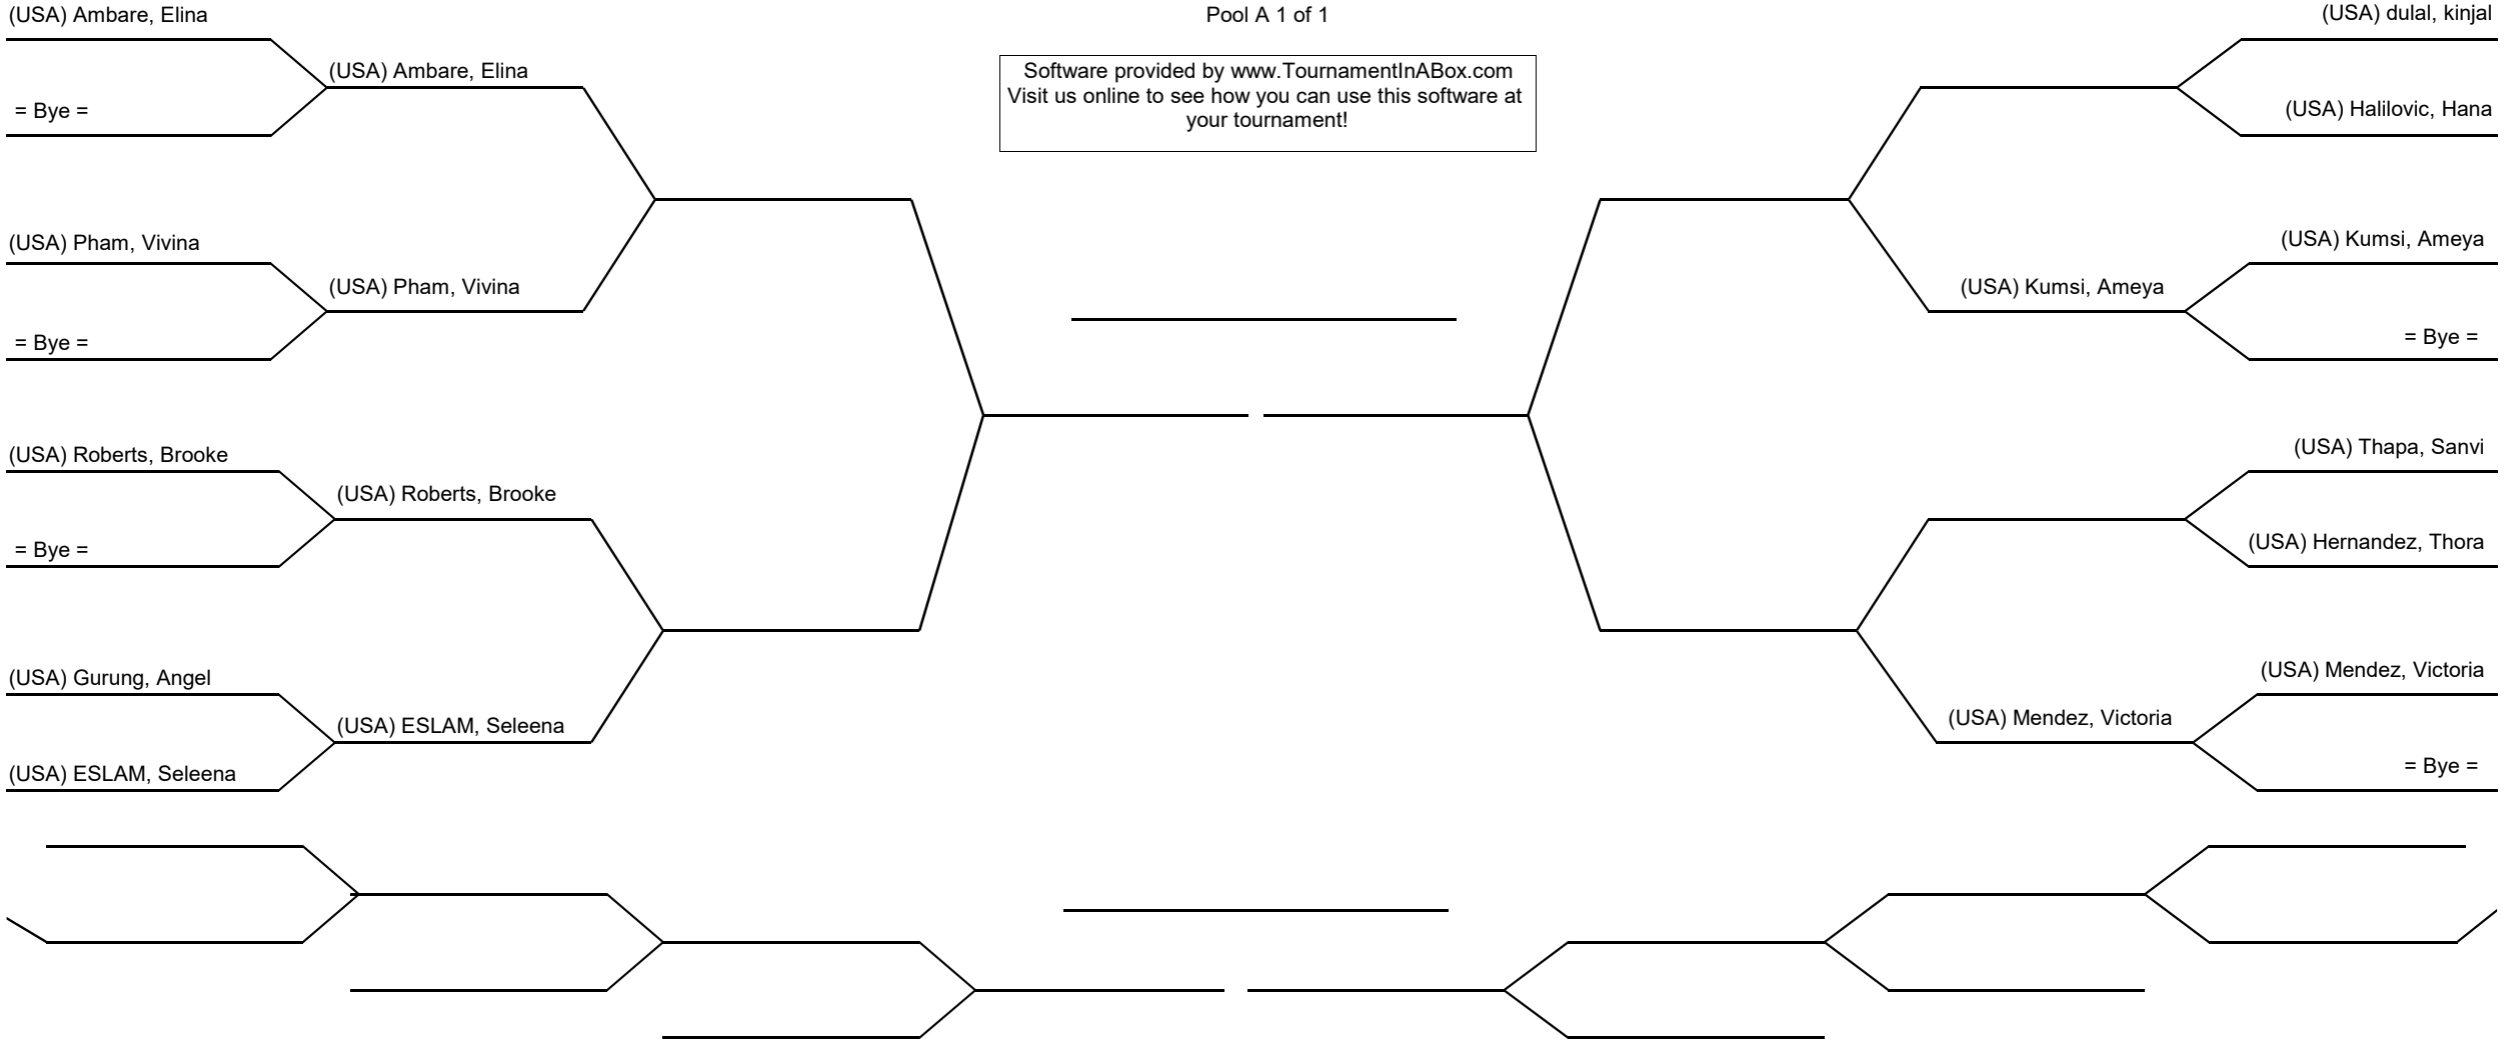 (USA) Ambare, Elina
(USA) Ambare, Elina
= Bye =
(USA) Pham, Vivina
(USA) Pham, Vivina
= Bye =
(USA) Roberts, Brooke
(USA) Roberts, Brooke
= Bye =
(USA) Gurung, Angel
(USA) ESLAM, Seleena
(USA) ESLAM, Seleena
Pool A 1 of 1
Software provided by www.TournamentInABox.com
Visit us online to see how you can use this software at
your tournament!
(USA) dulal, kinjal
(USA) Halilovic, Hana
(USA) Kumsi, Ameya
(USA) Kumsi, Ameya
= Bye =
(USA) Thapa, Sanvi
(USA) Hernandez, Thora
(USA) Mendez, Victoria
(USA) Mendez, Victoria
= Bye =